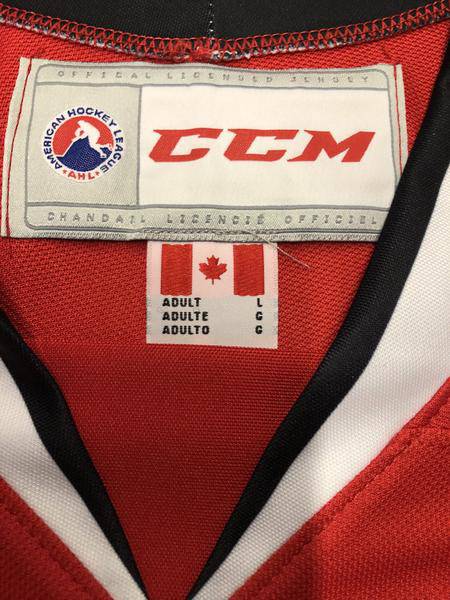 OFFICIAL LICENSED JERSEY
AMERICAN HOCKEY LEAGUE
AHL
CCM
CHANDAIL LICENCIÉ OFFICIEL
ADULT L
ADULTE G
ADULTO G